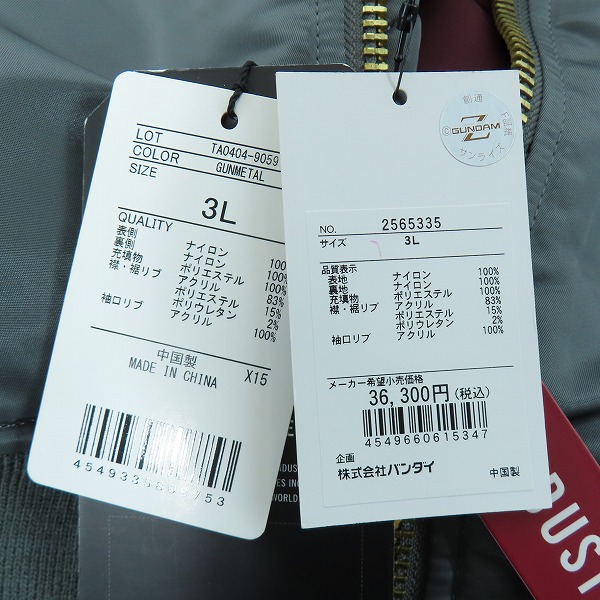 LOT TA0404-9059
COLOR GUNMETAL
SIZE
3L
QUALITY
表側 ナイロン 100%
裏側 ナイロン 100%
充填物 ポリエステル 100%
襟・裾リブ アクリル 83%
ポリエステル 15%
ポリウレタン 2%
袖口リブ アクリル 100%
中国製
MADE IN CHINA X15
創通
Z
©GUNDAM
サンライズ
NO. 2565335
サイズ 3L
品質表示
表地 ナイロン 100%
裏地 ナイロン 100%
充填物 ポリエステル 100%
襟・裾リブ アクリル 83%
ポリエステル 15%
ポリウレタン 2%
袖口リブ アクリル 100%
メーカー希望小売価格
36,300円(税込)
4549660615347
企画
株式会社バンダイ
中国製